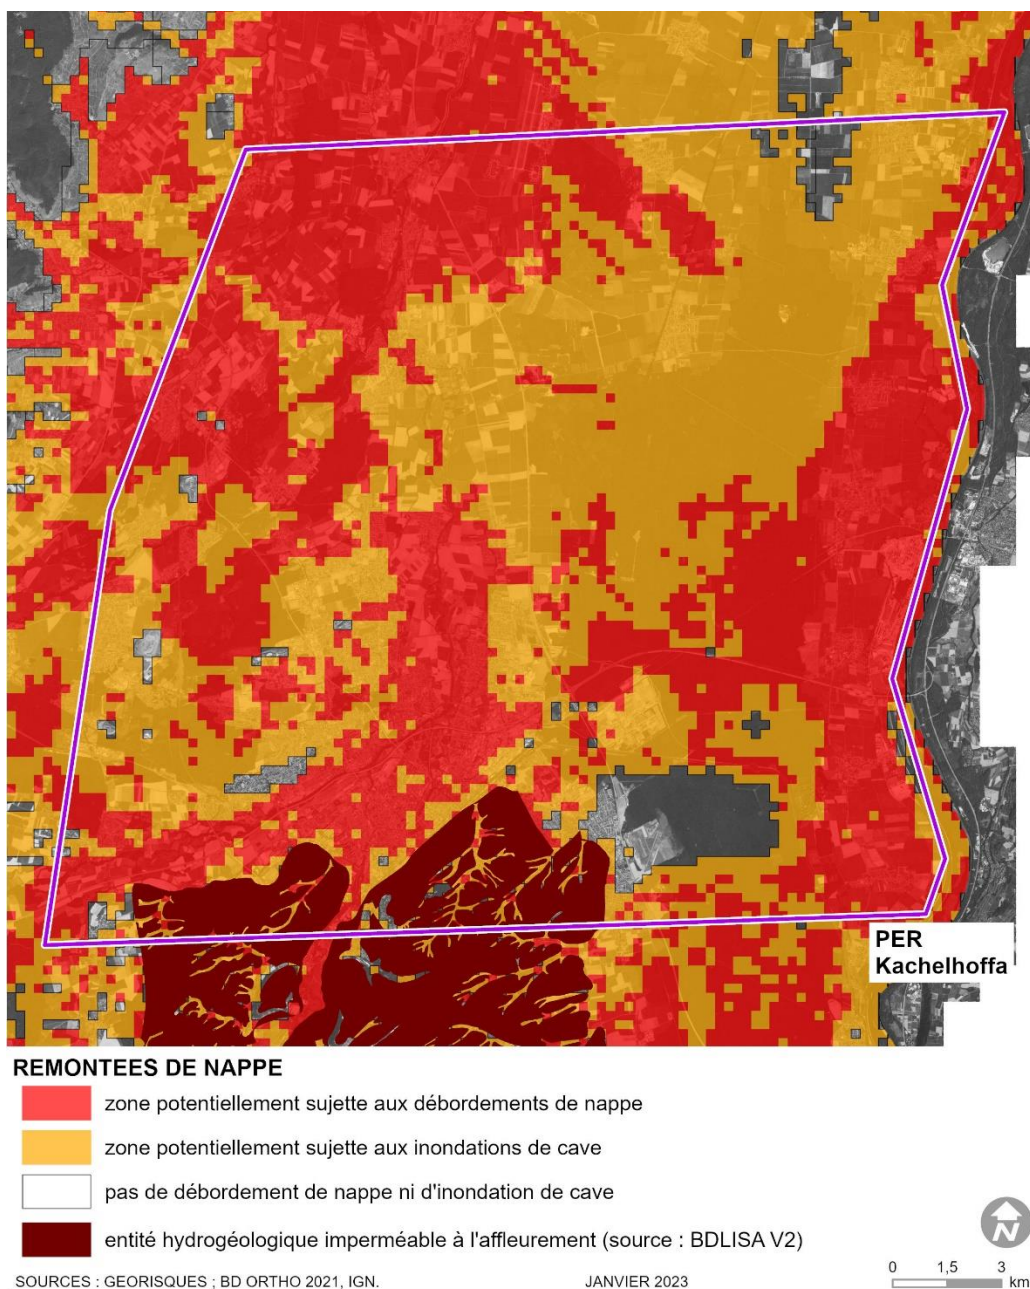 PER
Kachelhoffa
REMONTEES DE NAPPE
zone potentiellement sujette aux débordements de nappe
zone potentiellement sujette aux inondations de cave
pas de débordement de nappe ni d'inondation de cave
entité hydrogéologique imperméable à l'affleurement (source : BDLISA V2)
N
0 1,5 3
km
SOURCES : GEORISQUES ; BD ORTHO 2021, IGN. JANVIER 2023